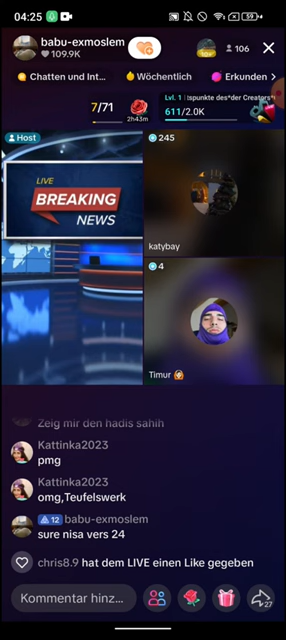 04:25
59
babu-exmoslem
109.9K
106
Chatten und Int...
Wöchentlich
Erkunden
7/71
2h43m
Lvl. 1
ispunkte des*der Creators*
611/2.0K
Host
LIVE
BREAKING
NEWS
245
katybay
4
Timur
Zeig mir den hadis sahih
Kattinka2023
pmg
Kattinka2023
omg,Teufelswerk
12 babu-exmoslem
sure nisa vers 24
chris8.9 hat dem LIVE einen Like gegeben
Kommentar hinz...
27